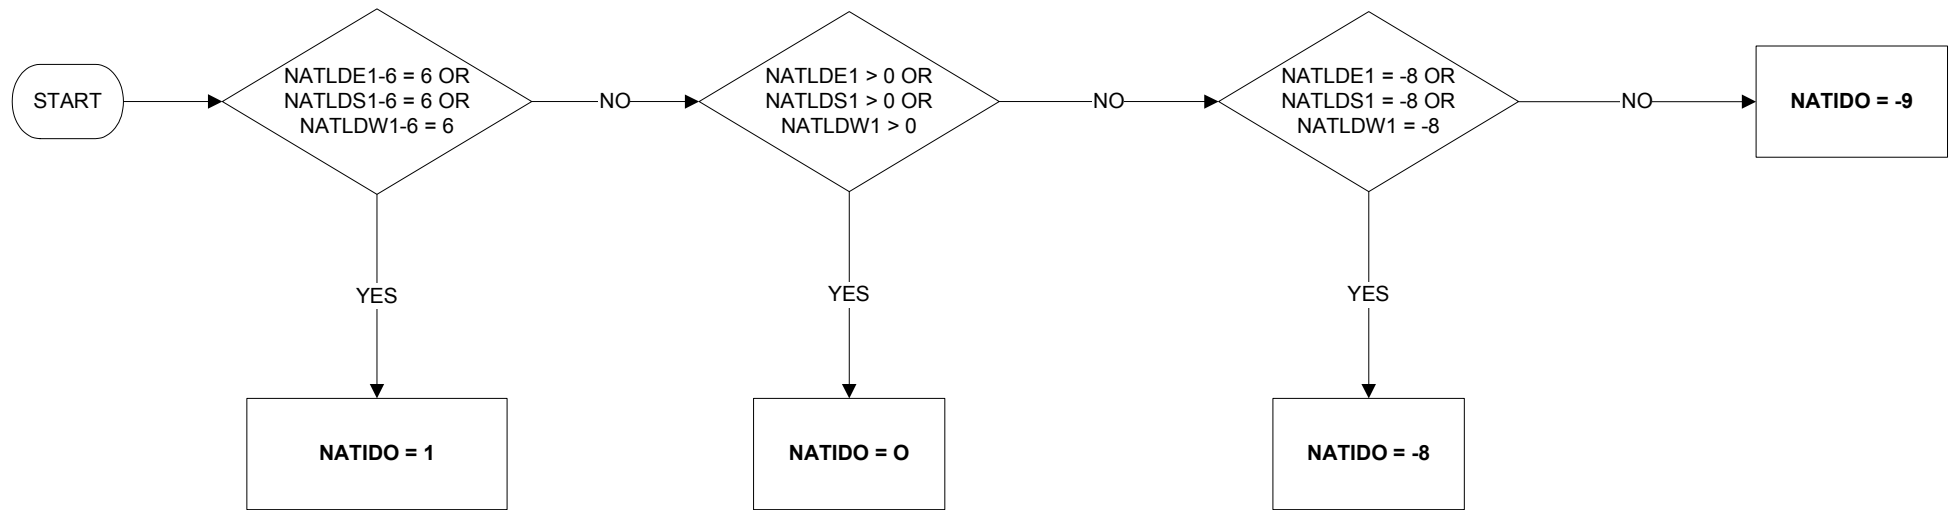 START
NATLDE1-6 = 6 OR
NATLDS1-6 = 6 OR
NATLDW1-6 = 6
NO
NATLDE1 > 0 OR
NATLDS1 > 0 OR
NATLDW1 > 0
NO
NATLDE1 = -8 OR
NATLDS1 = -8 OR
NATLDW1 = -8
NO
NATIDO = -9
YES
YES
YES
NATIDO = 1
NATIDO = O
NATIDO = -8